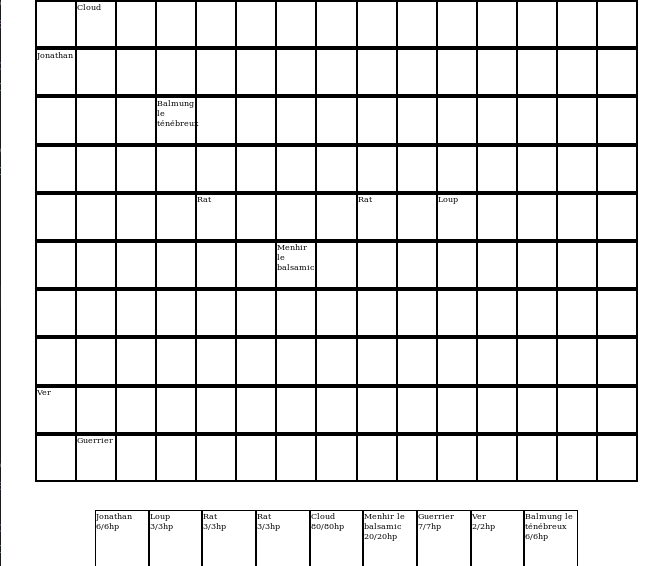 Cloud
Jonathan
Balmung
le
ténébreux
Rat Rat Loup
Menhir
le
balsamic
Ver
Guerrier
Jonathan
6/6hp
Loup
3/3hp
Rat
3/3hp
Rat
3/3hp
Cloud
80/80hp
Menhir le
balsamic
20/20hp
Guerrier
7/7hp
Ver
2/2hp
Balmung le
ténébreux
6/6hp